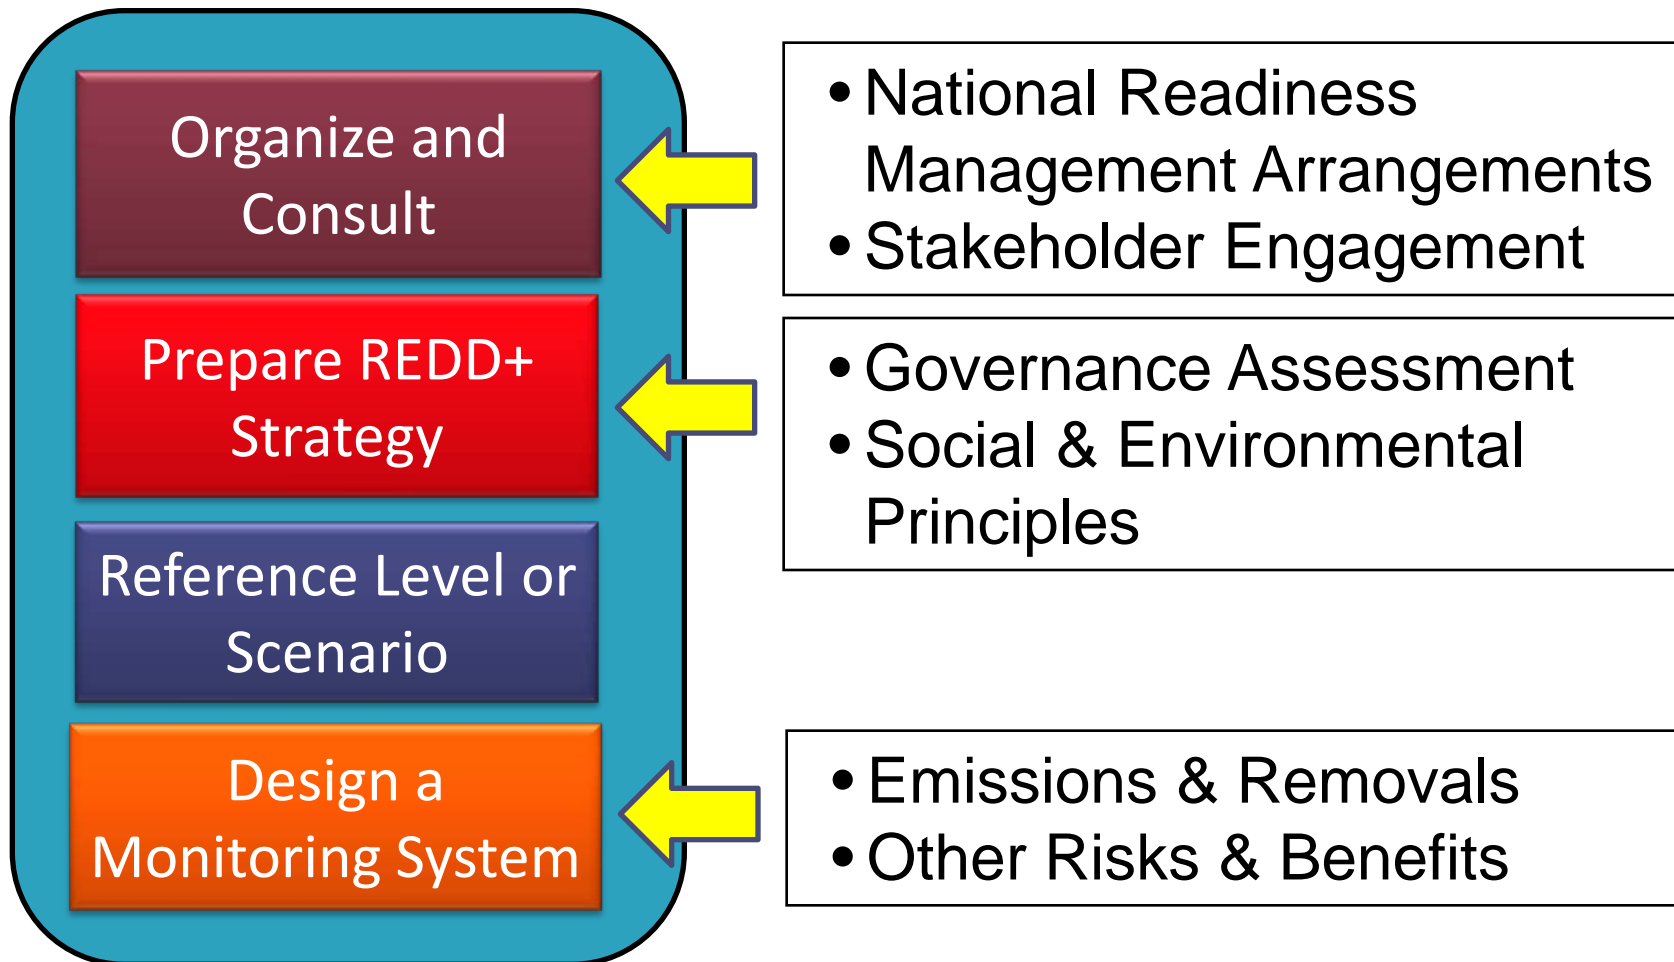 Organize and
Consult
• National Readiness
Management Arrangements
• Stakeholder Engagement
Prepare REDD+
Strategy
• Governance Assessment
• Social & Environmental
Principles
Reference Level or
Scenario
Design a
Monitoring System
• Emissions & Removals
• Other Risks & Benefits